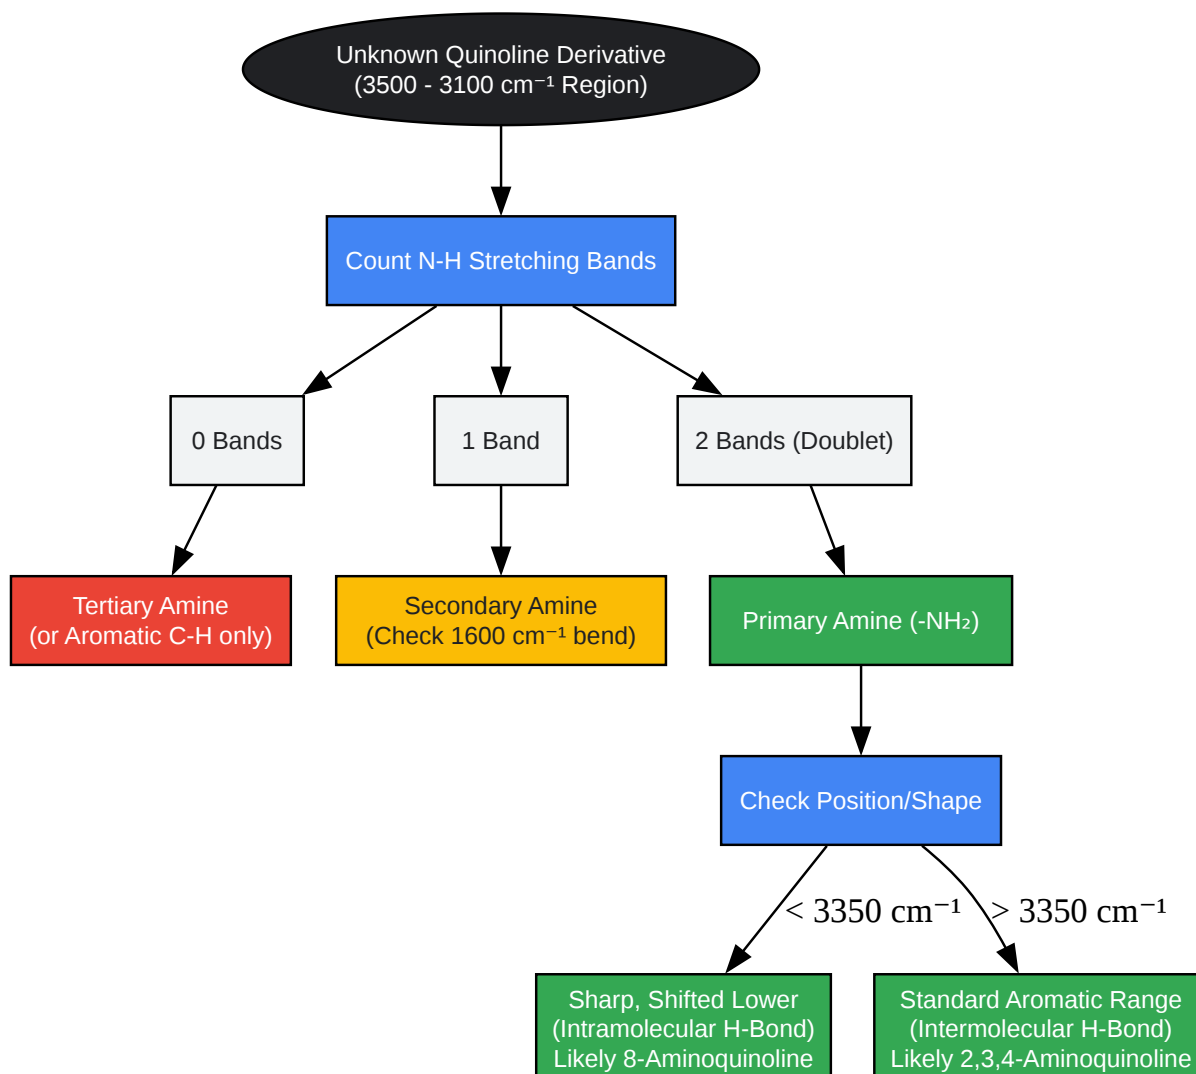 Unknown Quinoline Derivative
(3500 - 3100 cm⁻¹ Region)
Count N-H Stretching Bands
0 Bands
1 Band
2 Bands (Doublet)
Tertiary Amine
(or Aromatic C-H only)
Secondary Amine
(Check 1600 cm⁻¹ bend)
Primary Amine (-NH₂)
Check Position/Shape
< 3350 cm⁻¹
> 3350 cm⁻¹
Sharp, Shifted Lower
(Intramolecular H-Bond)
Likely 8-Aminoquinoline
Standard Aromatic Range
(Intermolecular H-Bond)
Likely 2,3,4-Aminoquinoline